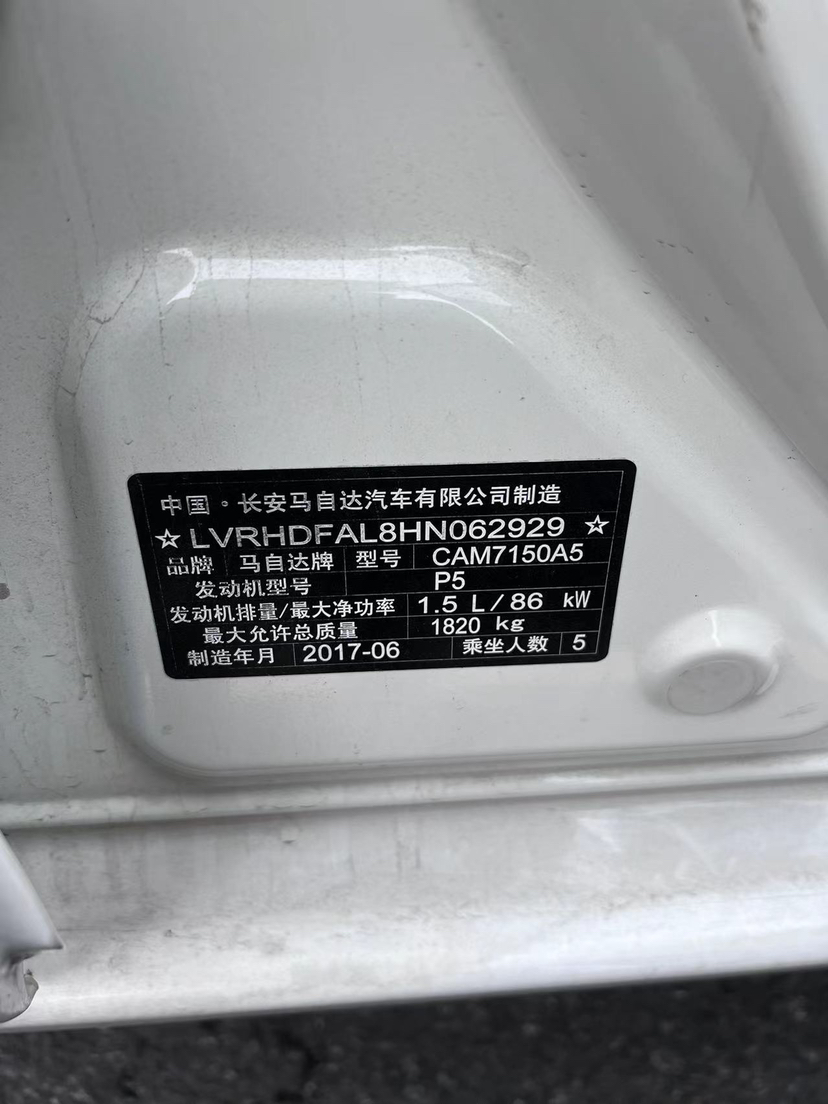 中国·长安马自达汽车有限公司制造
☆LVRHDFAL8HN062929☆
品牌 马自达牌 型号 CAM7150A5
发动机型号 P5
发动机排量/最大净功率 1.5 L/86 kW
最大允许总质量 1820 kg
制造年月 2017-06 乘坐人数 5